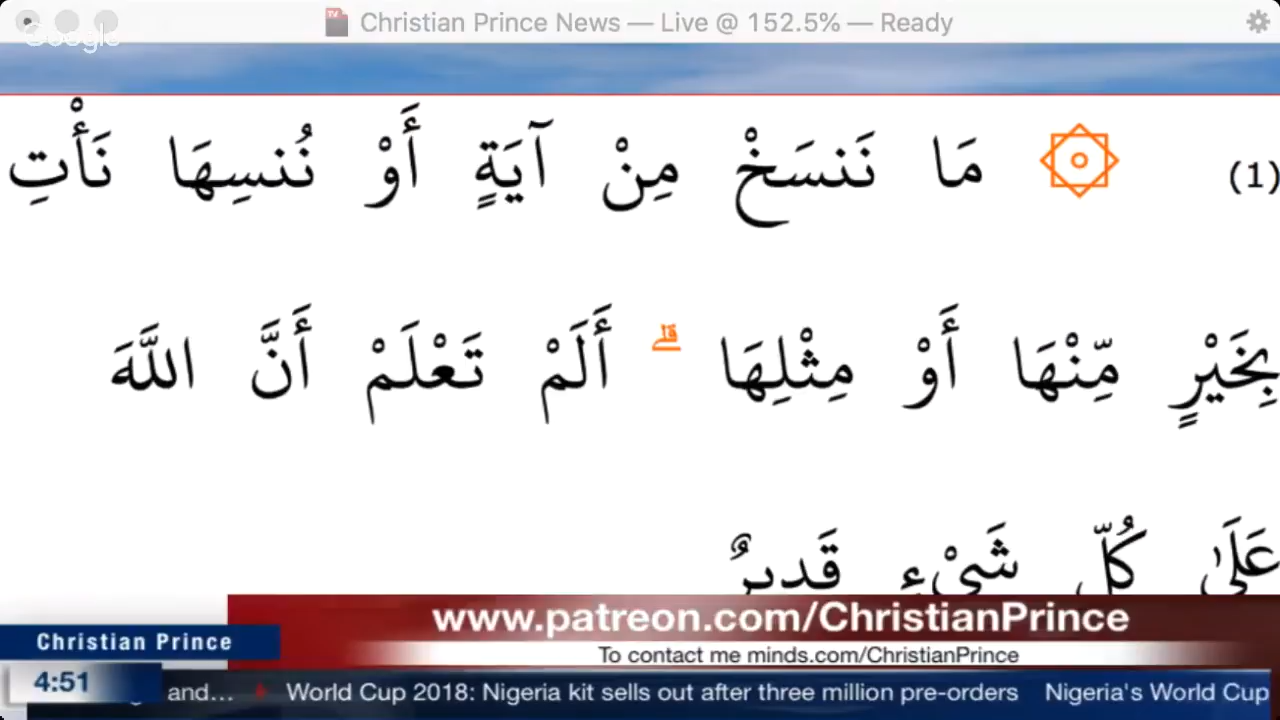 Google
Christian Prince News — Live @ 152.5% — Ready
(1) ۞ مَا نَنسَخْ مِنْ آيَةٍ أَوْ نُنسِهَا نَأْتِ
بِخَيْرٍ مِّنْهَا أَوْ مِثْلِهَا ۗ أَلَمْ تَعْلَمْ أَنَّ اللَّهَ
عَلَىٰ كُلِّ شَيْءٍ قَدِيرٌ
www.patreon.com/ChristianPrince
Christian Prince
To contact me minds.com/ChristianPrince
4:51
and... ♦ World Cup 2018: Nigeria kit sells out after three million pre-orders Nigeria's World Cup